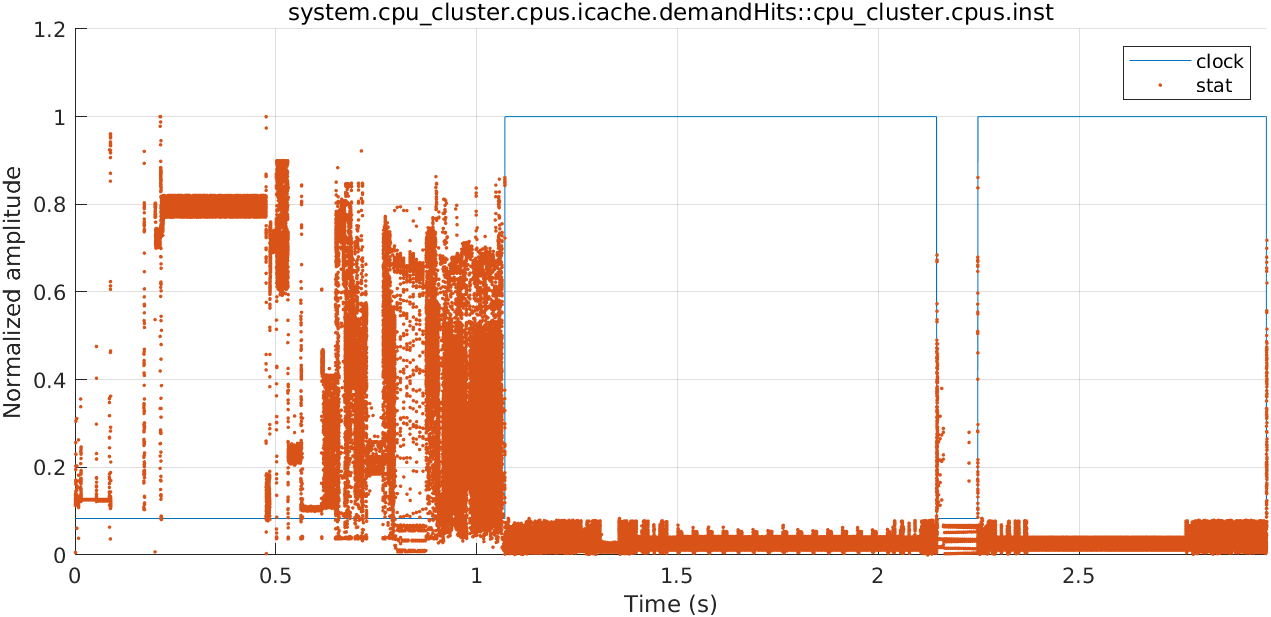 system.cpu_cluster.cpus.icache.demandHits::cpu_cluster.cpus.inst
1.2
1
0.8
0.6
0.4
0.2
0
Normalized amplitude
clock
stat
0 0.5 1 1.5 2 2.5
Time (s)